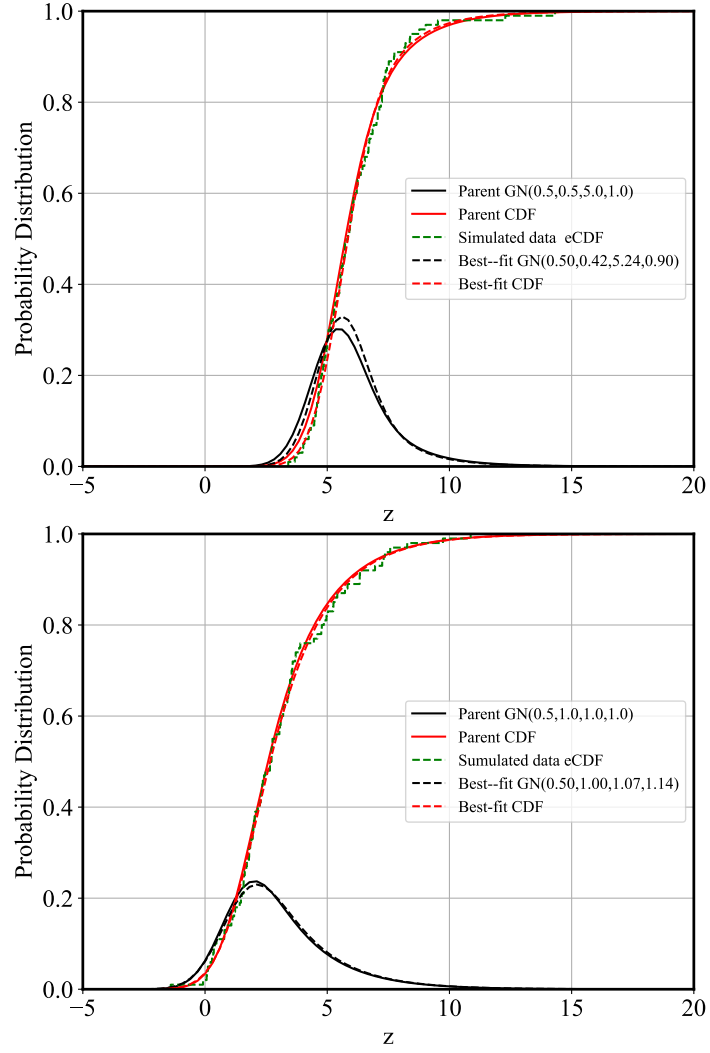 1.0
0.8
0.6
0.4
0.2
0.0
Probability Distribution
Parent GN(0.5,0.5,5.0,1.0)
Parent CDF
Simulated data  eCDF
Best--fit GN(0.50,0.42,5.24,0.90)
Best-fit CDF
−5 0 5 10 15 20
z
1.0
0.8
0.6
0.4
0.2
0.0
Probability Distribution
Parent GN(0.5,1.0,1.0,1.0)
Parent CDF
Sumulated data eCDF
Best--fit GN(0.50,1.00,1.07,1.14)
Best-fit CDF
−5 0 5 10 15 20
z